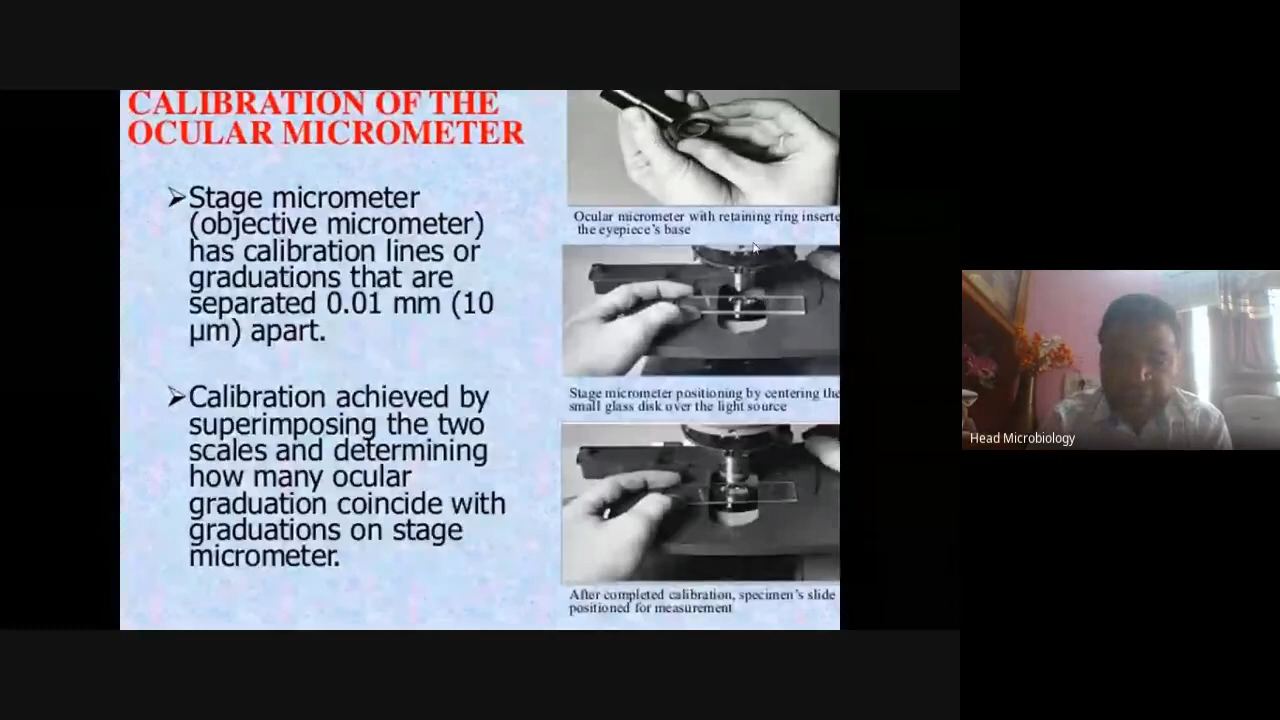 CALIBRATION OF THE
OCULAR MICROMETER
➢Stage micrometer
(objective micrometer)
has calibration lines or
graduations that are
separated 0.01 mm (10
µm) apart.
➢Calibration achieved by
superimposing the two
scales and determining
how many ocular
graduation coincide with
graduations on stage
micrometer.
Ocular micrometer with retaining ring inserte
the eyepiece’s base
Stage micrometer positioning by centering the
small glass disk over the light source
After completed calibration, specimen’s slide
positioned for measurement
Head Microbiology